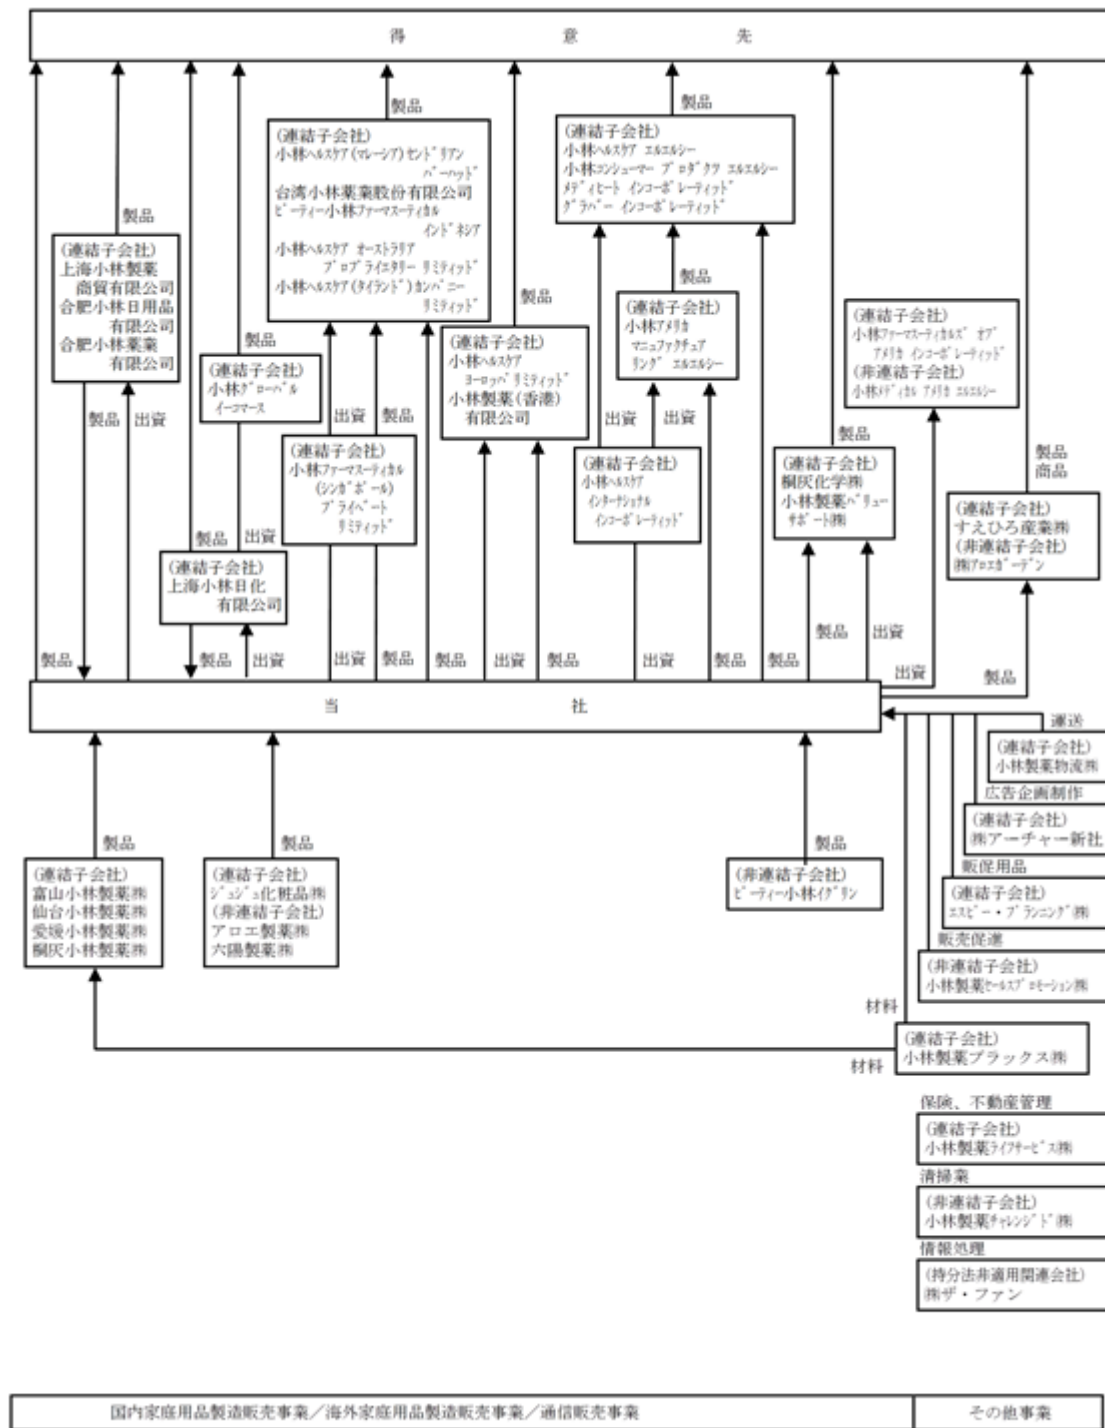 得意先
製品
製品
製品
(連結子会社)
小林ヘルスケア(マレーシア)センドリアン
バーハッド
台湾小林薬業股份有限公司
ピーティー小林ファーマスーティカル
インドネシア
小林ヘルスケア オーストラリア
プロプライエタリー リミティッド
小林ヘルスケア(タイランド)カンパニー
リミティッド
(連結子会社)
小林ヘルスケア エルエルシー
小林コンシューマー プロダクツ エルエルシー
メディヒート インコーポレーティッド
グラバー インコーポレーティッド
(連結子会社)
上海小林製薬
商貿有限公司
合肥小林日用品
有限公司
合肥小林薬業
有限公司
製品
製品
(連結子会社)
小林グローバル
イーコマース
(連結子会社)
小林ヘルスケア
ヨーロッパ リミティッド
小林製薬(香港)
有限公司
(連結子会社)
小林アメリカ
マニュファクチュア
リング エルエルシー
(連結子会社)
小林ファーマスーティカルズ オブ
アメリカ インコーポレーティッド
(非連結子会社)
小林メディカル アメリカ エルエルシー
製品
出資
出資
製品
出資
出資
製品
製品
商品
(連結子会社)
小林ファーマスーティカル
(シンガポール)
プライベート
リミティッド
(連結子会社)
小林ヘルスケア
インターナショナル
インコーポレーティッド
(連結子会社)
桐灰化学㈱
小林製薬バリュー
サポート㈱
(連結子会社)
すえひろ産業㈱
(非連結子会社)
㈱アロエガーデン
製品
出資
(連結子会社)
上海小林日化
有限公司
製品
出資
製品
製品
出資
出資
製品
製品
出資
製品
出資
製品
製品
出資
製品
当社
運送
(連結子会社)
小林製薬物流㈱
広告企画制作
(連結子会社)
㈱アーチャー新社
販促用品
(連結子会社)
エスピー・プランニング㈱
販売促進
(非連結子会社)
小林製薬セールスプロモーション㈱
製品
製品
製品
(連結子会社)
富山小林製薬㈱
仙台小林製薬㈱
愛媛小林製薬㈱
桐灰小林製薬㈱
(連結子会社)
ジュジュ化粧品㈱
(非連結子会社)
アロエ製薬㈱
六陽製薬㈱
(非連結子会社)
ピーティー小林イグリン
材料
(連結子会社)
小林製薬プラックス㈱
材料
保険、不動産管理
(連結子会社)
小林製薬ライフサービス㈱
清掃業
(非連結子会社)
小林製薬チャレンジド㈱
情報処理
(持分法非適用関連会社)
㈱ザ・ファン
国内家庭用品製造販売事業／海外家庭用品製造販売事業／通信販売事業
その他事業